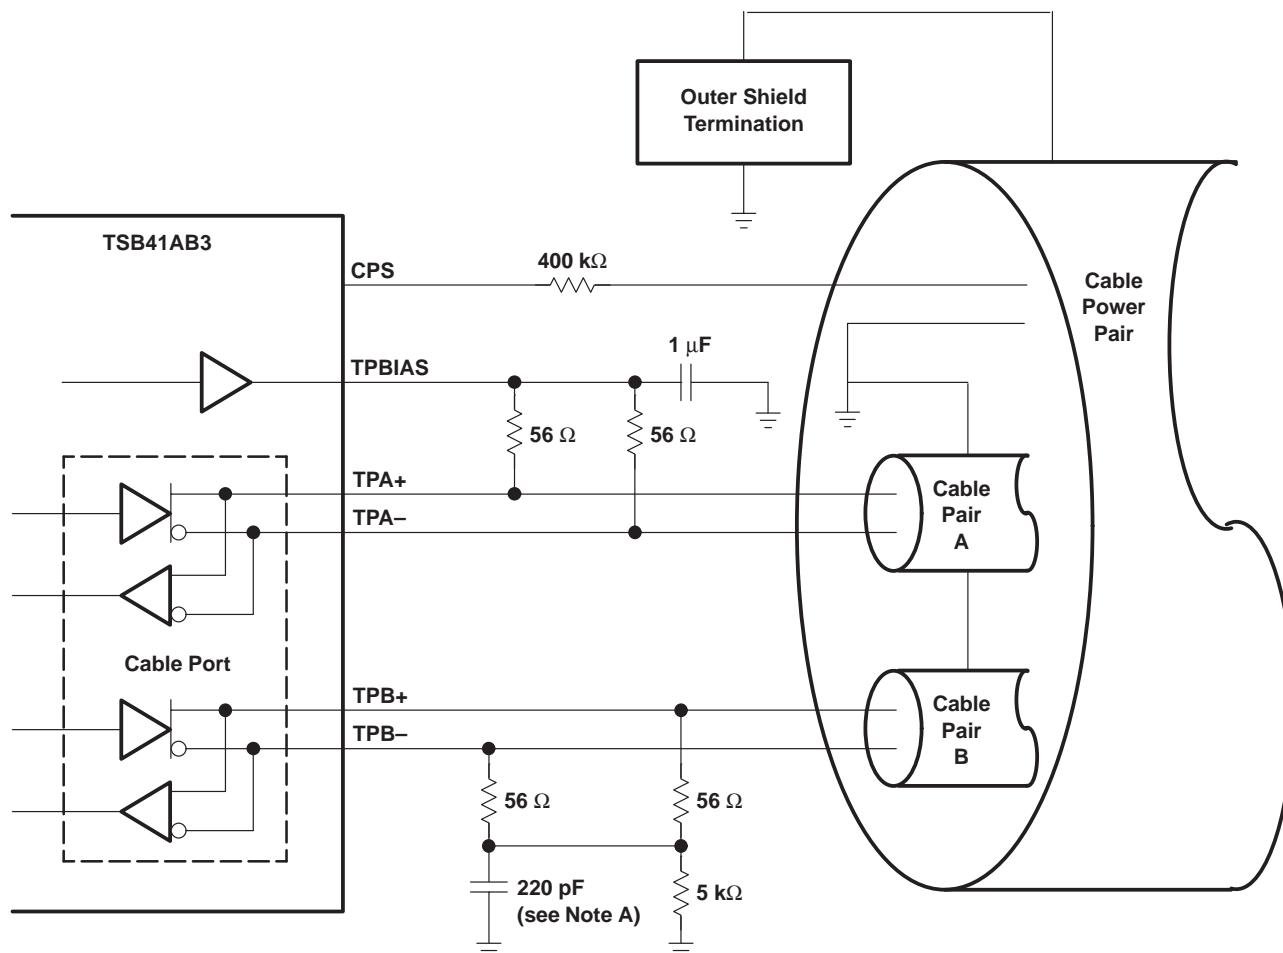 Outer Shield
Termination
TSB41AB3
CPS
400 kΩ
Cable
Power
Pair
TPBIAS
1 μF
56 Ω
56 Ω
TPA+
TPA–
Cable
Pair
A
Cable Port
TPB+
TPB–
Cable
Pair
B
56 Ω
56 Ω
220 pF
(see Note A)
5 kΩ